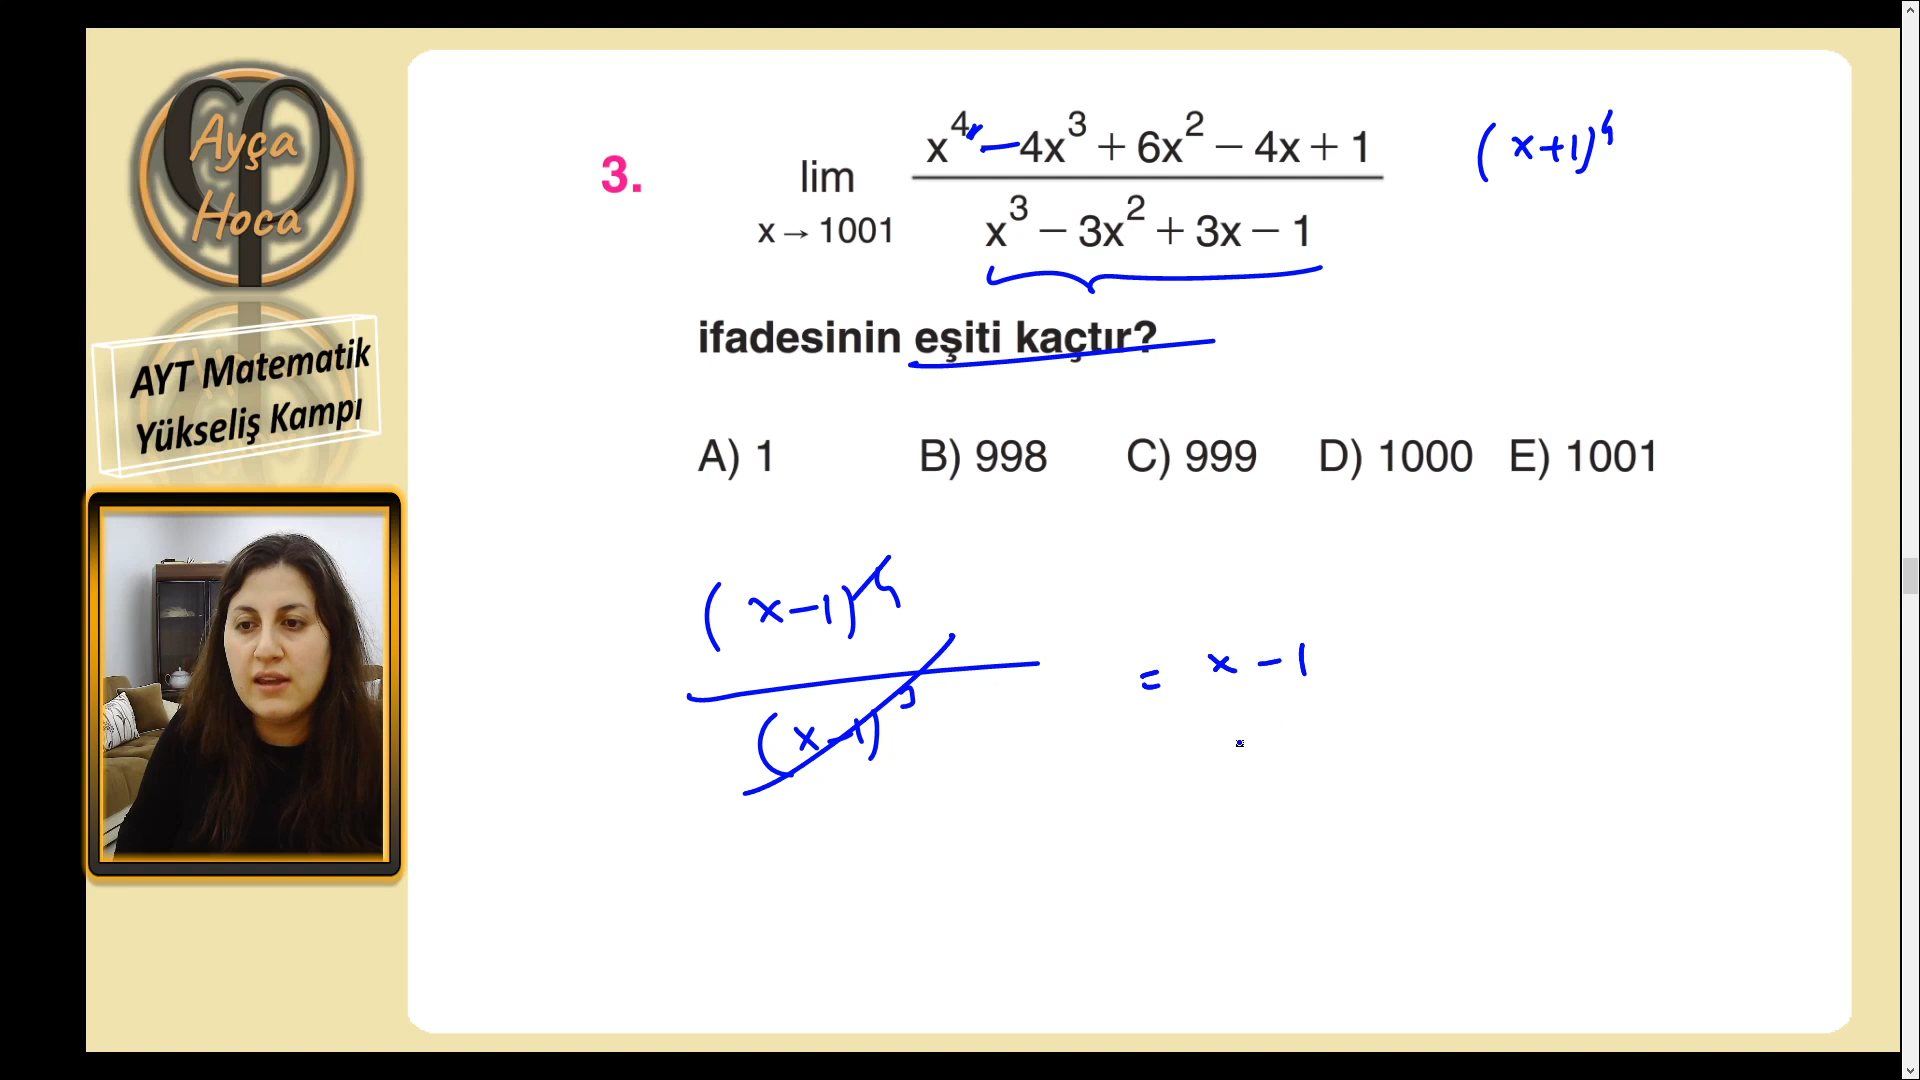 Ayça
Hoca
AYT Matematik
Yükseliş Kampı
3.
lim x → 1001
x⁴ − 4x³ + 6x² − 4x + 1
x³ − 3x² + 3x − 1
(x+1)⁴
ifadesinin eşiti kaçtır?
A) 1 B) 998 C) 999 D) 1000 E) 1001
(x−1)⁴
(x−1)³
= x − 1